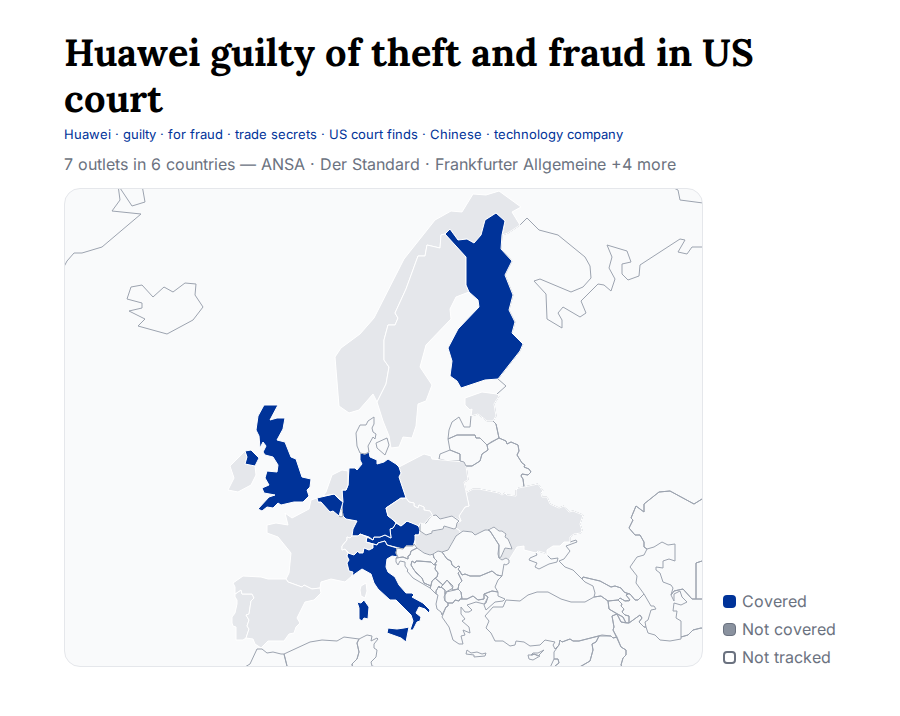 Huawei guilty of theft and fraud in US
court
Huawei · guilty · for fraud · trade secrets · US court finds · Chinese · technology company
7 outlets in 6 countries — ANSA · Der Standard · Frankfurter Allgemeine +4 more
Covered
Not covered
Not tracked